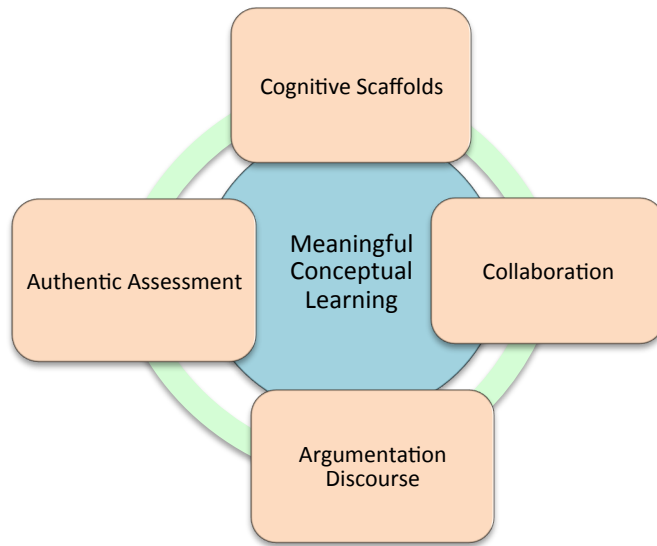 Cognitive Scaffolds
Meaningful
Conceptual
Learning
Authentic Assessment
Collaboration
Argumentation
Discourse